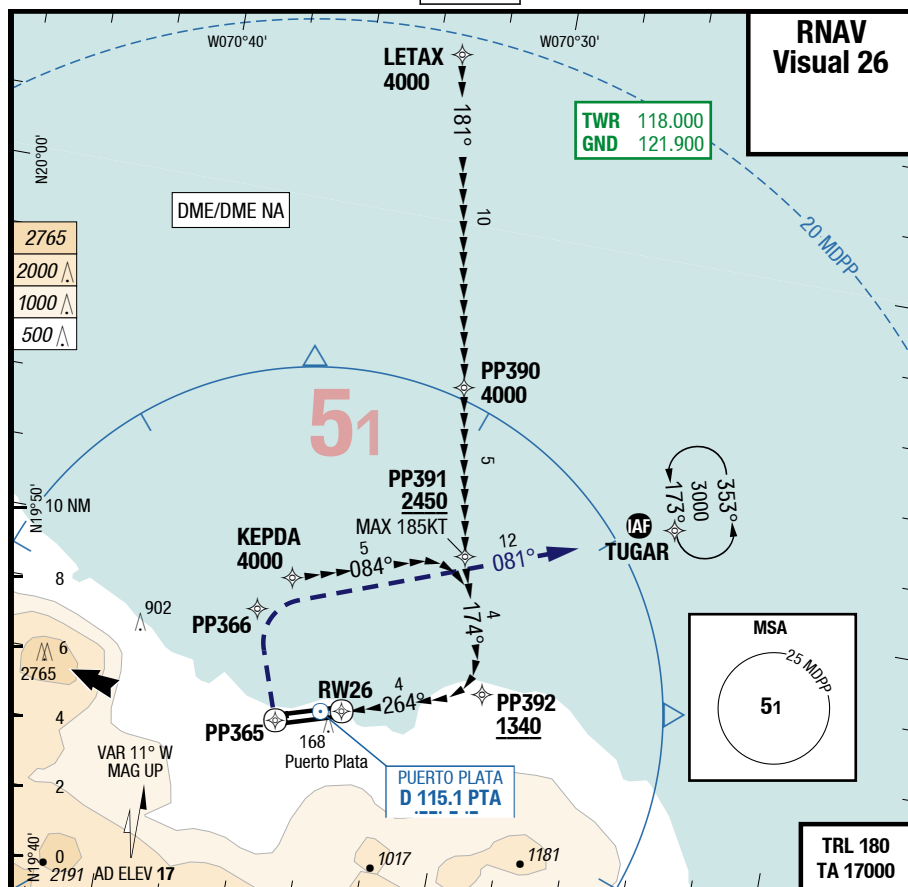 RNAV
Visual 26
W070°40'
W070°30'
LETAX
4000
TWR 118.000
GND 121.900
181°
N20°00'
DME/DME NA
10
20 MDPP
2765
2000
1000
500
PP390
4000
51
5
PP391
2450
MAX 185KT
N19°50'
10 NM
173°
3000
353°
IAF
TUGAR
KEPDA
4000
5
084°
12
081°
8
902
PP366
4
174°
MSA
25 MDPP
51
6
2765
RW26
4
264°
PP392
1340
4
PP365
168
Puerto Plata
VAR 11° W
MAG UP
PUERTO PLATA
D 115.1 PTA
2
N19°40'
0
2191
AD ELEV 17
1017
1181
TRL 180
TA 17000